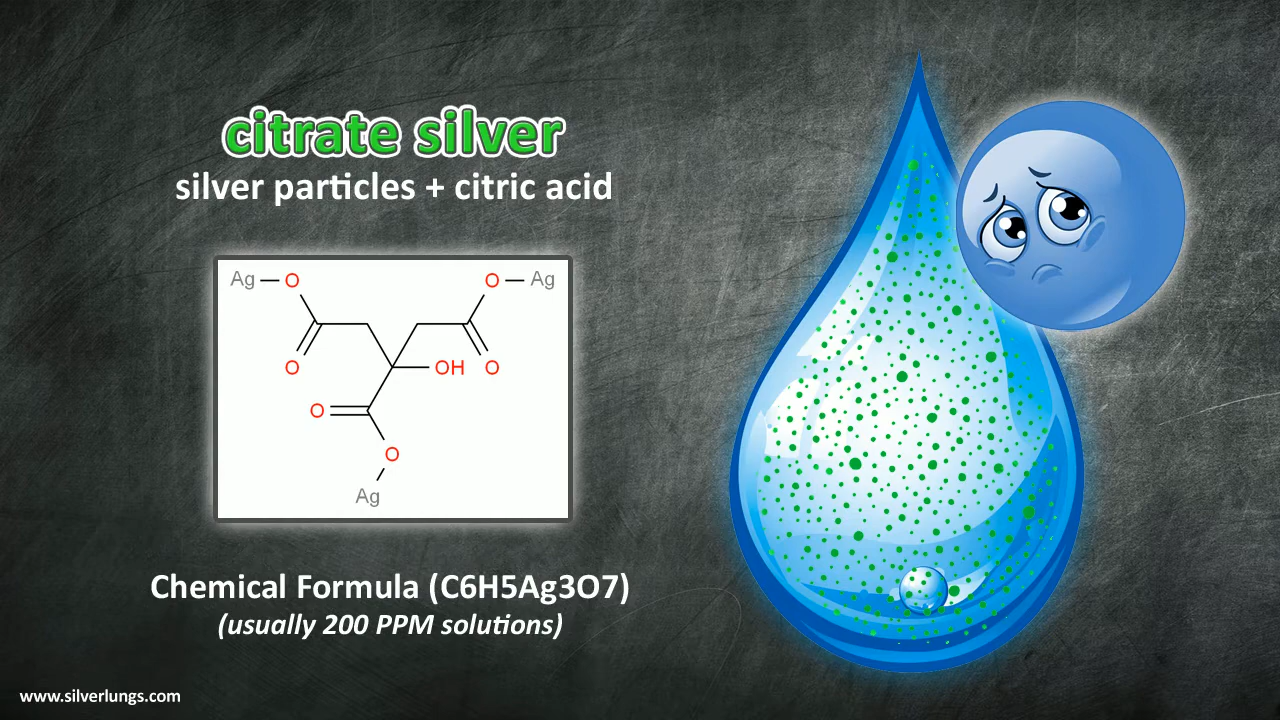 citrate silver
silver particles + citric acid
Ag O O Ag
O OH O
O
O
Ag
Chemical Formula (C6H5Ag3O7)
(usually 200 PPM solutions)
www.silverlungs.com